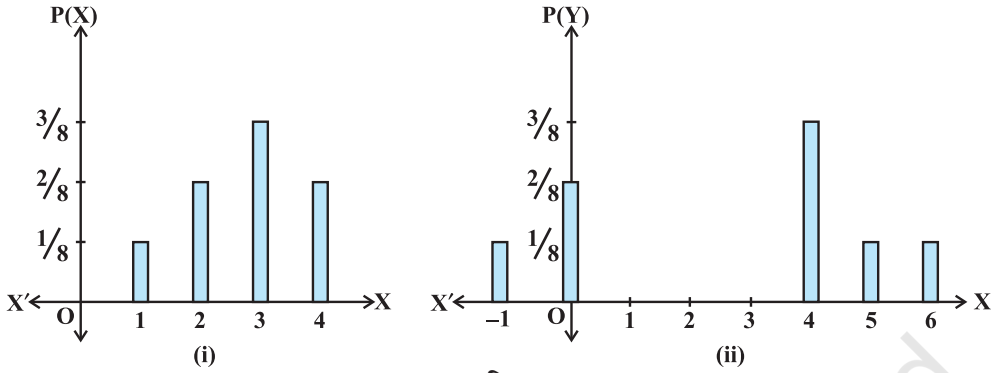 P(X)
3/8
2/8
1/8
X′ O 1 2 3 4 X
(i)
P(Y)
3/8
2/8
1/8
X′ –1 O 1 2 3 4 5 6 X
(ii)